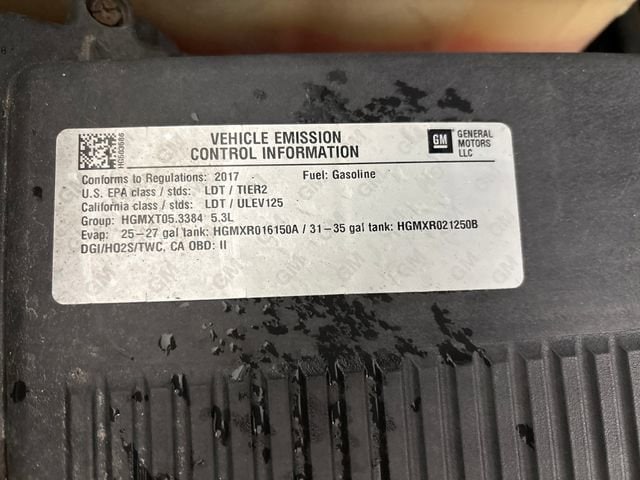 VEHICLE EMISSION
CONTROL INFORMATION
GM
GENERAL
MOTORS
LLC
Conforms to Regulations: 2017 Fuel: Gasoline
U.S. EPA class / stds: LDT / TIER2
California class / stds: LDT / ULEV125
Group: HGMXT05.3384 5.3L
Evap: 25-27 gal tank: HGMXR016150A / 31-35 gal tank: HGMXR021250B
DGI/HO2S/TWC, CA OBD: II